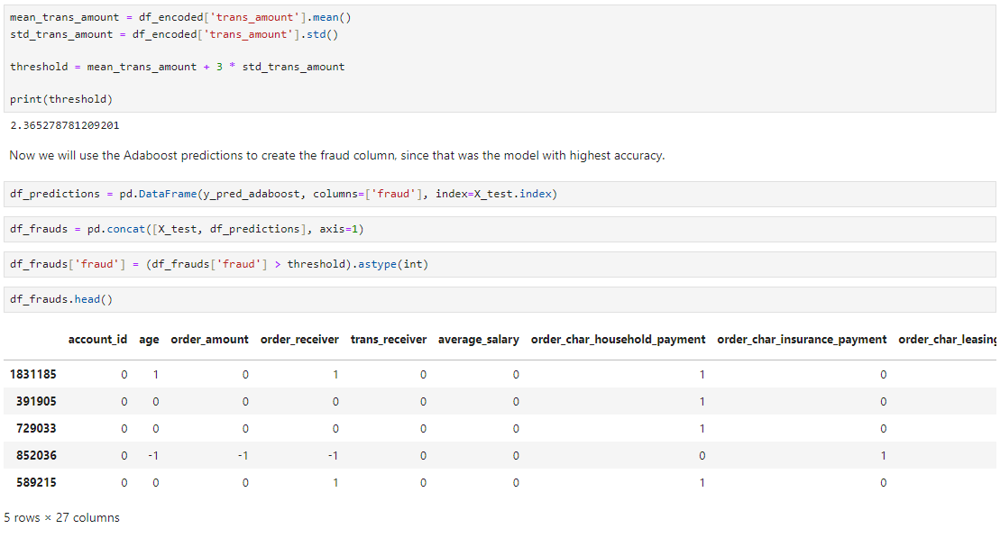 mean_trans_amount = df_encoded['trans_amount'].mean()
std_trans_amount = df_encoded['trans_amount'].std()
threshold = mean_trans_amount + 3 * std_trans_amount
print(threshold)
2.365278781209201
Now we will use the Adaboost predictions to create the fraud column, since that was the model with highest accuracy.
df_predictions = pd.DataFrame(y_pred_adaboost, columns=['fraud'], index=X_test.index)
df_frauds = pd.concat([X_test, df_predictions], axis=1)
df_frauds['fraud'] = (df_frauds['fraud'] > threshold).astype(int)
df_frauds.head()
account_id age order_amount order_receiver trans_receiver average_salary order_char_household_payment order_char_insurance_payment order_char_leasing
1831185 0 1 0 1 0 0 1 0
391905 0 0 0 0 0 0 1 0
729033 0 0 0 0 0 0 1 0
852036 0 -1 -1 -1 0 0 0 1
589215 0 0 0 1 0 0 1 0
5 rows × 27 columns